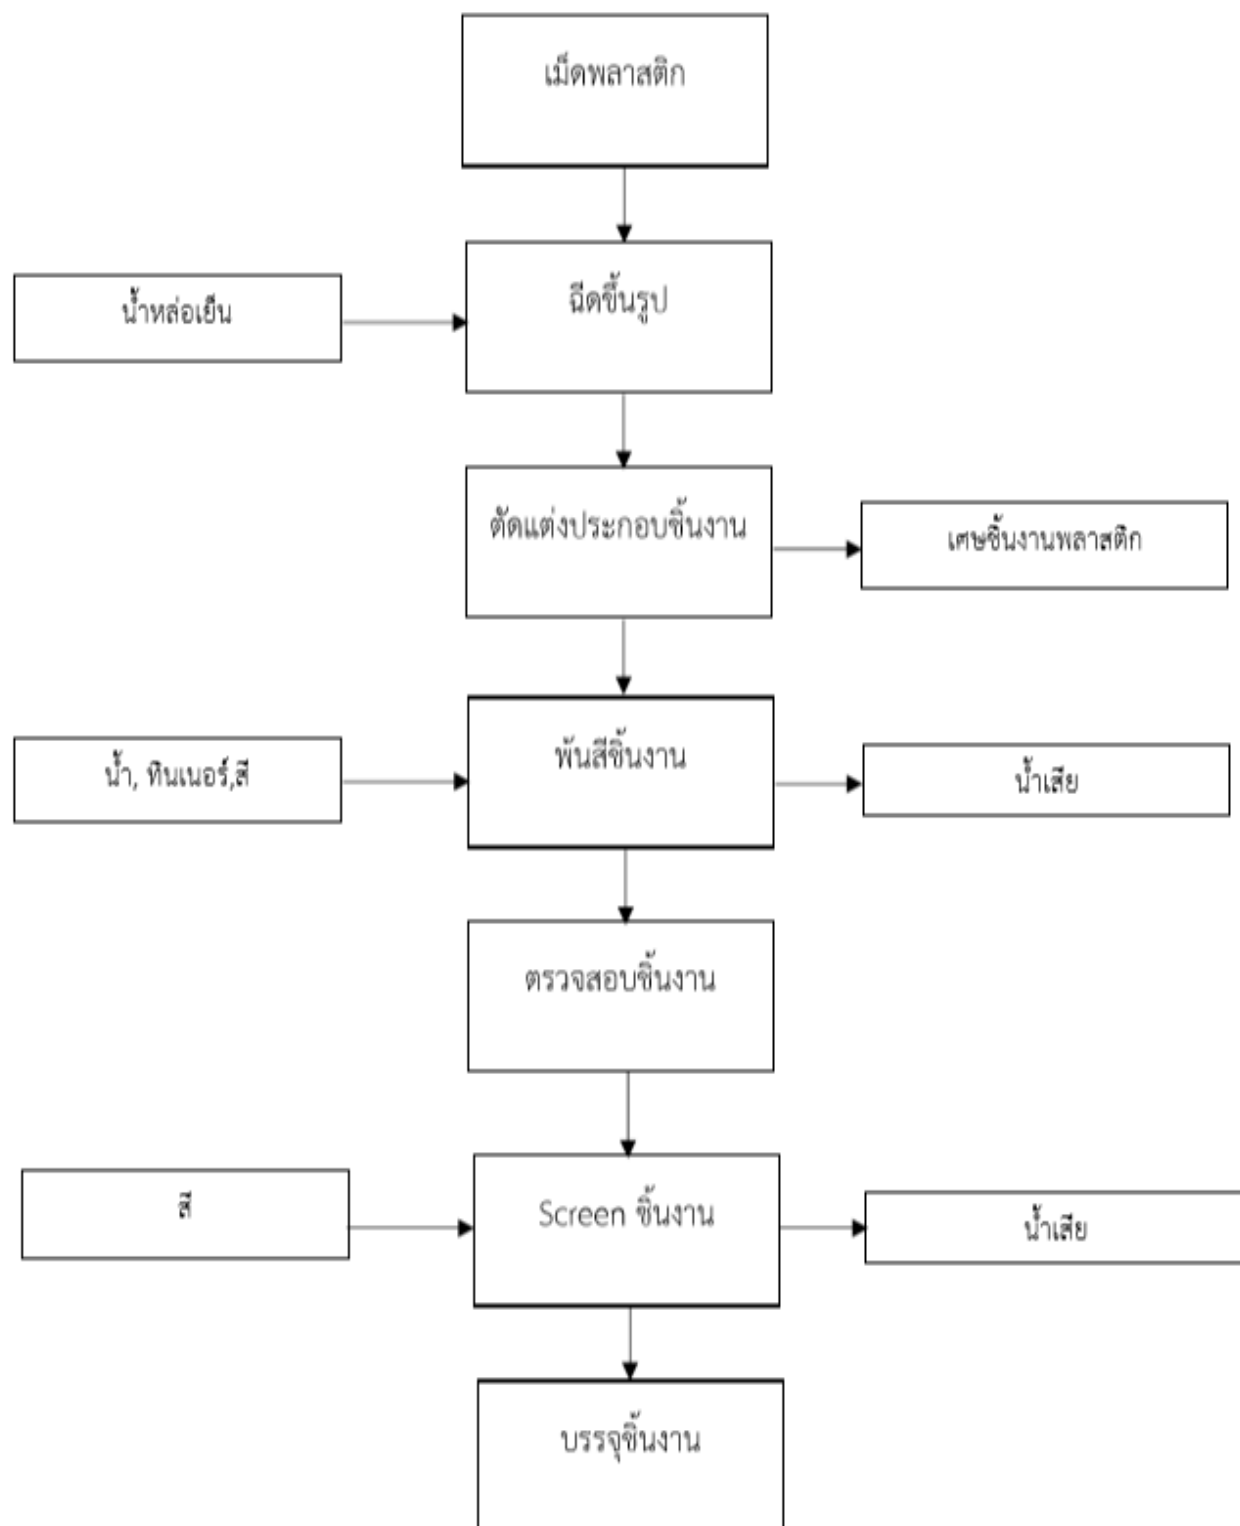 เม็ดพลาสติก
น้ำหล่อเย็น
ฉีดขึ้นรูป
ตัดแต่งประกอบชิ้นงาน
เศษชิ้นงานพลาสติก
น้ำ, ทินเนอร์,สี
พ้นสีชิ้นงาน
น้ำเสีย
ตรวจสอบชิ้นงาน
สี
Screen ชิ้นงาน
น้ำเสีย
บรรจุชิ้นงาน